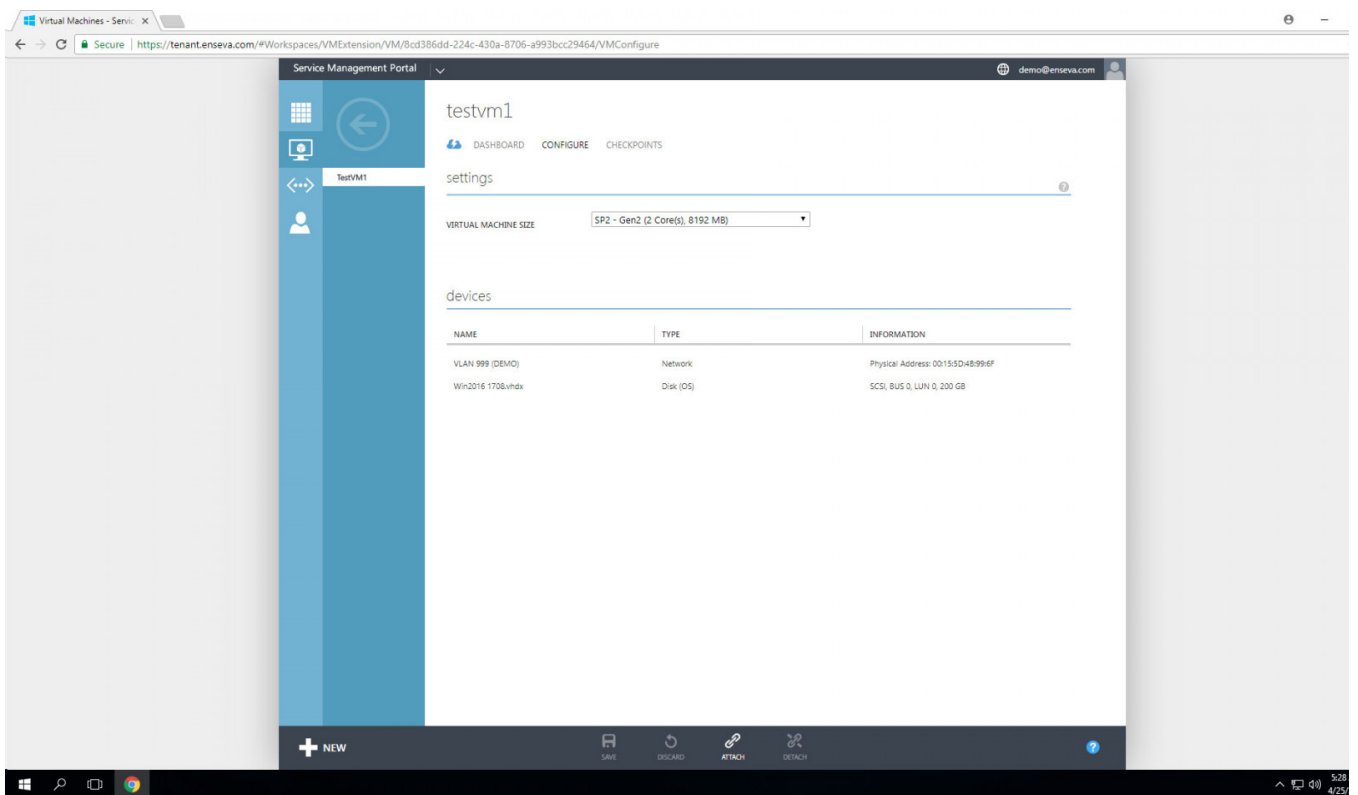 Virtual Machines - Servic
Secure | https://tenant.enseva.com/#Workspaces/VMExtension/VM/8cd386dd-224c-430a-8706-a993bcc29464/VMConfigure
Service Management Portal
demo@enseva.com
testvm1
DASHBOARD CONFIGURE CHECKPOINTS
TestVM1
settings
?
VIRTUAL MACHINE SIZE SP2 - Gen2 (2 Core(s), 8192 MB)
devices
NAME TYPE INFORMATION
VLAN 999 (DEMO) Network Physical Address: 00:15:5D:4B:99:6F
Win2016 1708.vhdx Disk (OS) SCSI, BUS 0, LUN 0, 200 GB
NEW
SAVE DISCARD ATTACH DETACH
?
5:28
4/25/